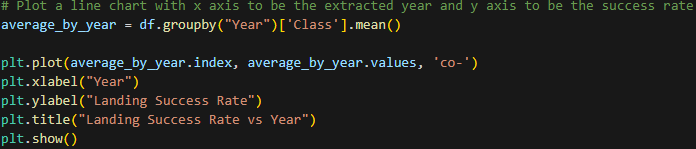 # Plot a line chart with x axis to be the extracted year and y axis to be the success rate
average_by_year = df.groupby("Year")['Class'].mean()
plt.plot(average_by_year.index, average_by_year.values, 'co-')
plt.xlabel("Year")
plt.ylabel("Landing Success Rate")
plt.title("Landing Success Rate vs Year")
plt.show()